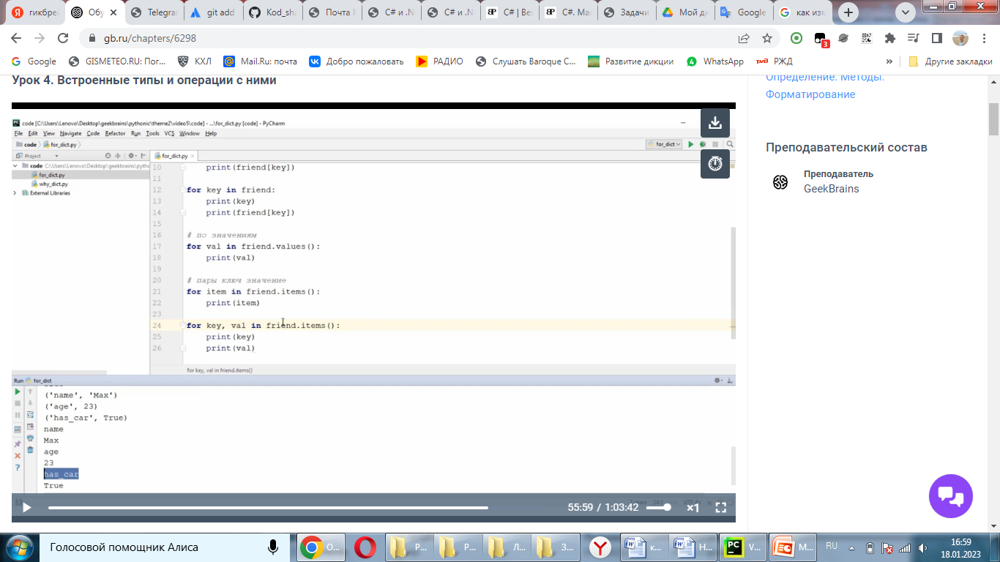 гикбре
Обу
Telegram
git add
Kod_sha
Почта M
C# и .N
C# и .N
C# | Ве
C#. Ма
Задачи
Мой ди
Google
как изм
gb.ru/chapters/6298
3
Google
GISMETEO.RU: Пог...
КХЛ
Mail.Ru: почта
Добро пожаловать
РАДИО
Слушать Baroque C...
Развитие дикции
WhatsApp
РЖД
»
Другие закладки
Урок 4. Встроенные типы и операции с ними
Определение. Методы.
Форматирование
Преподавательский состав
Преподаватель
GeekBrains
code [C:\Users\Lenovo\Desktop\geekbrains\pythonic\theme2\video5\code] - ...\for_dict.py [code] - PyCharm
File Edit View Navigate Code Refactor Run Tools VCS Window Help
code for_dict.py
for_dict
Project
for_dict.py
code C:\Users\Lenovo\Desktop\geekbrains\pytho
for_dict.py
why_dict.py
External Libraries
10 print(friend[key])
11
12 for key in friend:
13 print(key)
14 print(friend[key])
15
16 # по значениям
17 for val in friend.values():
18 print(val)
19
20 # пары ключ значение
21 for item in friend.items():
22 print(item)
23
24 for key, val in friend.items():
25 print(key)
26 print(val)
for key, val in friend.items()
Run for_dict
('name', 'Max')
('age', 23)
('has_car', True)
name
Max
age
23
has_car
True
55:59 / 1:03:42 ×1
Голосовой помощник Алиса
О...
Р...
Р...
Л...
З...
к...
Н...
V...
М...
RU
16:59
18.01.2023